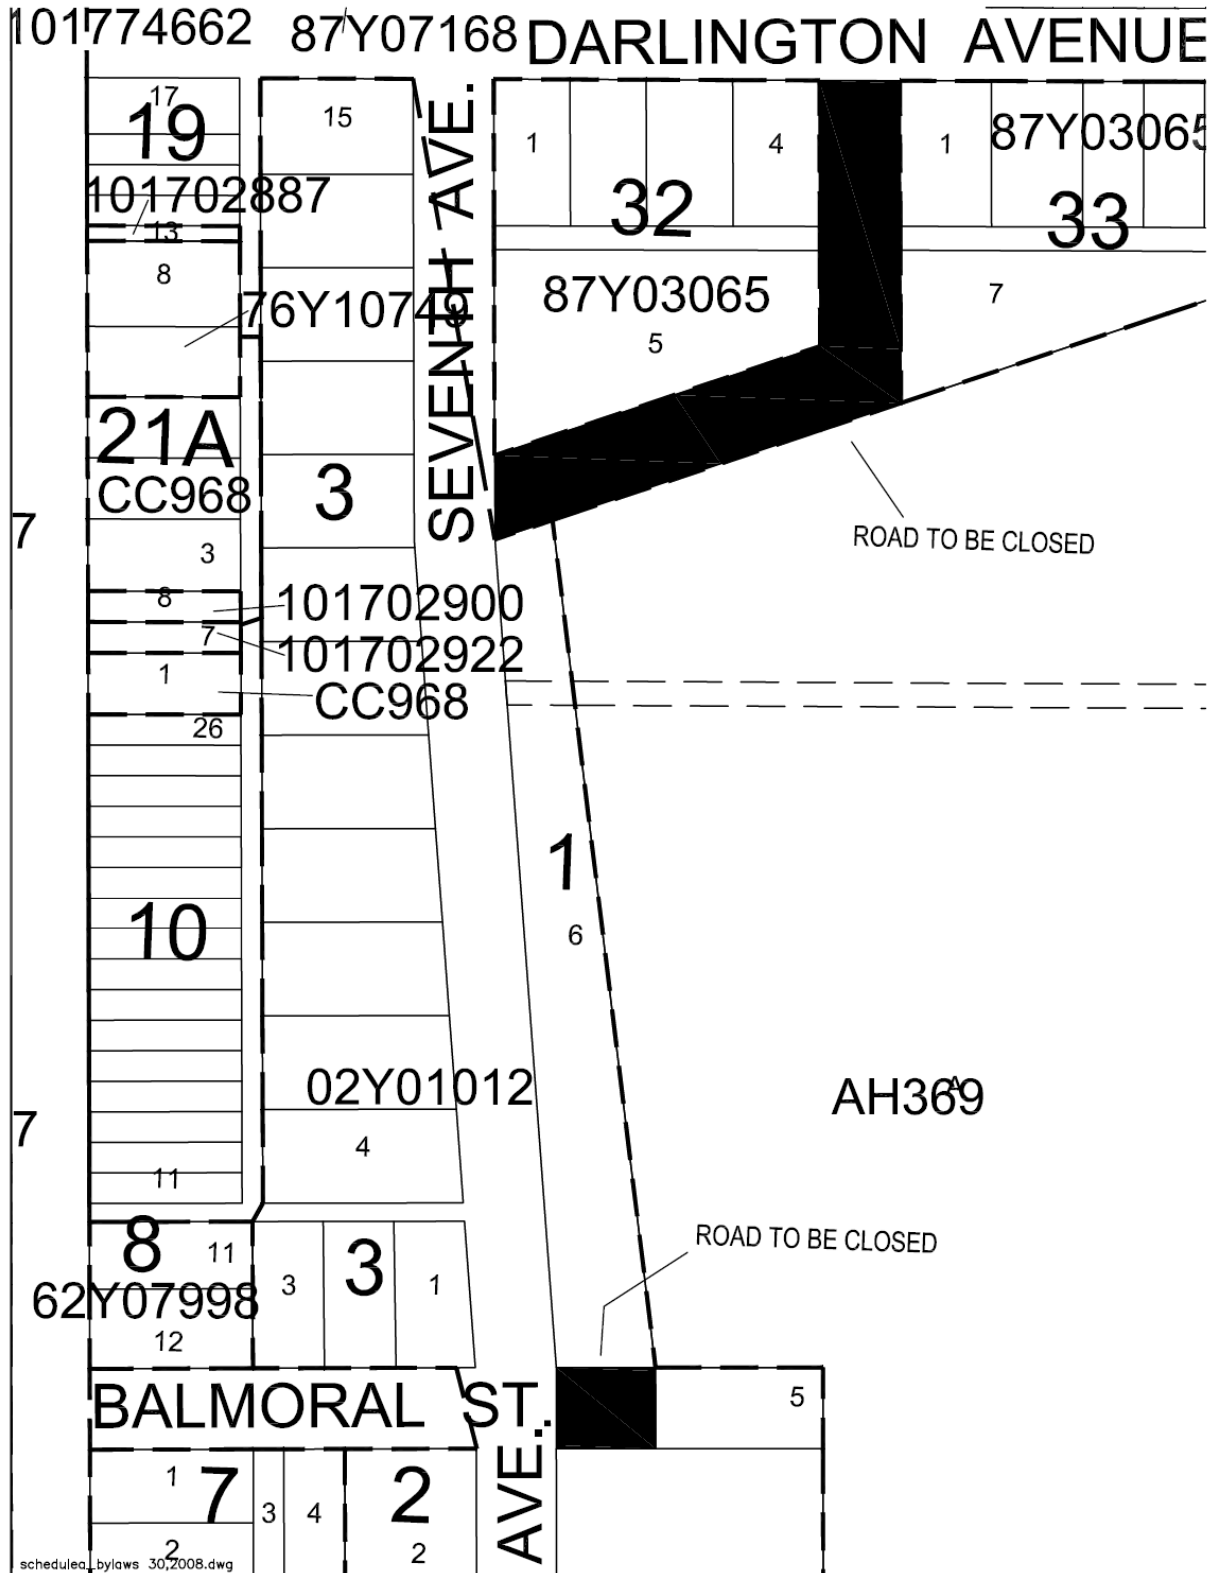 101774662
87Y07168
DARLINGTON AVENUE
17
19
15
SEVENTH AVE.
1
4
1
87Y03065
101702887
32
33
13
8
76Y10749
87Y03065
7
5
21A
CC968
3
7
3
ROAD TO BE CLOSED
8
101702900
7
101702922
1
CC968
26
1
10
6
02Y01012
AH369
A
7
4
11
ROAD TO BE CLOSED
8
11
3
3
1
62Y07998
12
BALMORAL ST.
5
AVE.
1
7
3
4
2
2
2
schedulea_bylaws 30,2008.dwg